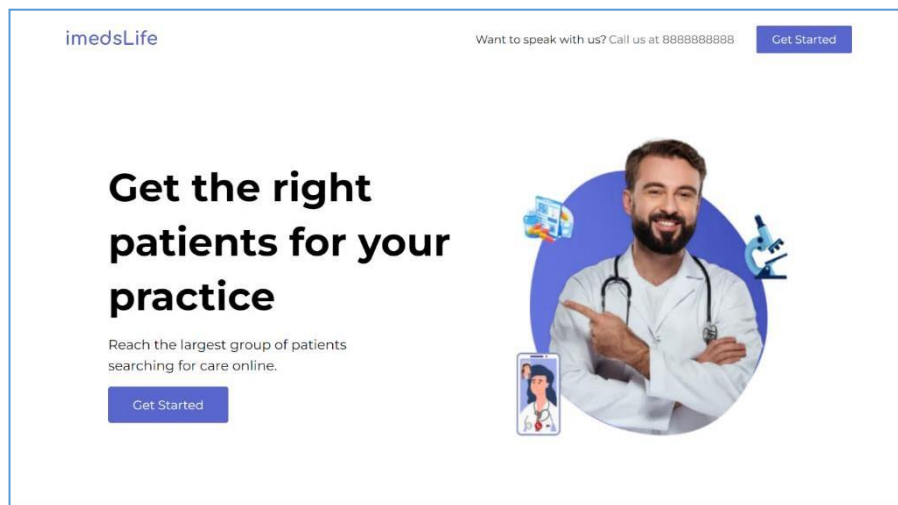 imedsLife
Want to speak with us? Call us at 8888888888
Get Started
Get the right
patients for your
practice
Reach the largest group of patients
searching for care online.
Get Started